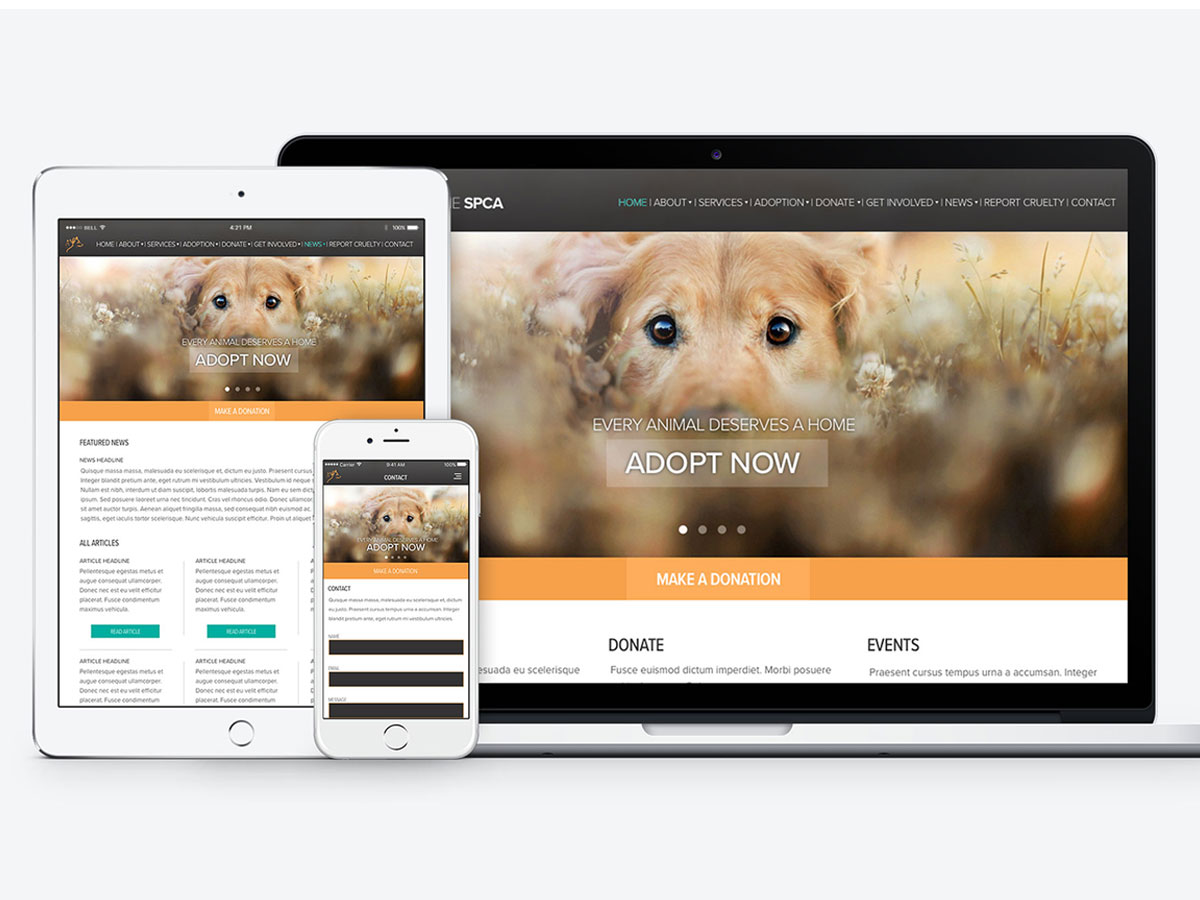 SPCA
HOME | ABOUT | SERVICES | ADOPTION | DONATE | GET INVOLVED | NEWS | REPORT CRUELTY | CONTACT
EVERY ANIMAL DESERVES A HOME
ADOPT NOW
MAKE A DONATION
DONATE
EVENTS
esuada eu scelerisque
Fusce euismod dictum imperdiet. Morbi posuere
Praesent cursus tempus urna a accumsan. Integer
BELL
4:21 PM
100%
HOME | ABOUT | SERVICES | ADOPTION | DONATE | GET INVOLVED | NEWS | REPORT CRUELTY | CONTACT
EVERY ANIMAL DESERVES A HOME
ADOPT NOW
MAKE A DONATION
FEATURED NEWS
NEWS HEADLINE
Quisque massa massa, malesuada eu scelerisque et, dictum eu justo. Praesent cursus
Integer blandit pretium ante, eget rutrum mi vestibulum ultricies. Vestibulum id neque
Nullam est nibh, interdum ut diam suscipit, lobortis malesuada turpis. Nam eu sem
ipsum. Sed posuere laoreet urna nec tincidunt. Cras vel rhoncus odio. Donec ullamcor
sit amet auctor turpis. Aenean aliquet fringilla massa, sed consequat nibh euismod
sagittis, eget iaculis tortor scelerisque. Nunc vehicula suscipit efficitur. Proin ut aliquet
ALL ARTICLES
ARTICLE HEADLINE
Pellentesque egestas metus et
augue consequat ullamcorper.
Donec nec est eu velit efficitur
placerat. Fusce condimentum
maximus vehicula.
READ ARTICLE
ARTICLE HEADLINE
Pellentesque egestas metus et
augue consequat ullamcorper.
Donec nec est eu velit efficitur
placerat. Fusce condimentum
maximus vehicula.
READ ARTICLE
ARTICLE HEADLINE
Pellentesque egestas metus et
augue consequat ullamcorper.
Donec nec est eu velit efficitur
placerat. Fusce condimentum
ARTICLE HEADLINE
Pellentesque egestas metus et
augue consequat ullamcorper.
Donec nec est eu velit efficitur
placerat. Fusce condimentum
Carrier
9:41 AM
100%
CONTACT
EVERY ANIMAL DESERVES A HOME
ADOPT NOW
MAKE A DONATION
CONTACT
Quisque massa massa, malesuada eu scelerisque et, dictum
eu justo. Praesent cursus tempus urna a accumsan. Integer
blandit pretium ante, eget rutrum mi vestibulum ultricies.
NAME
EMAIL
MESSAGE